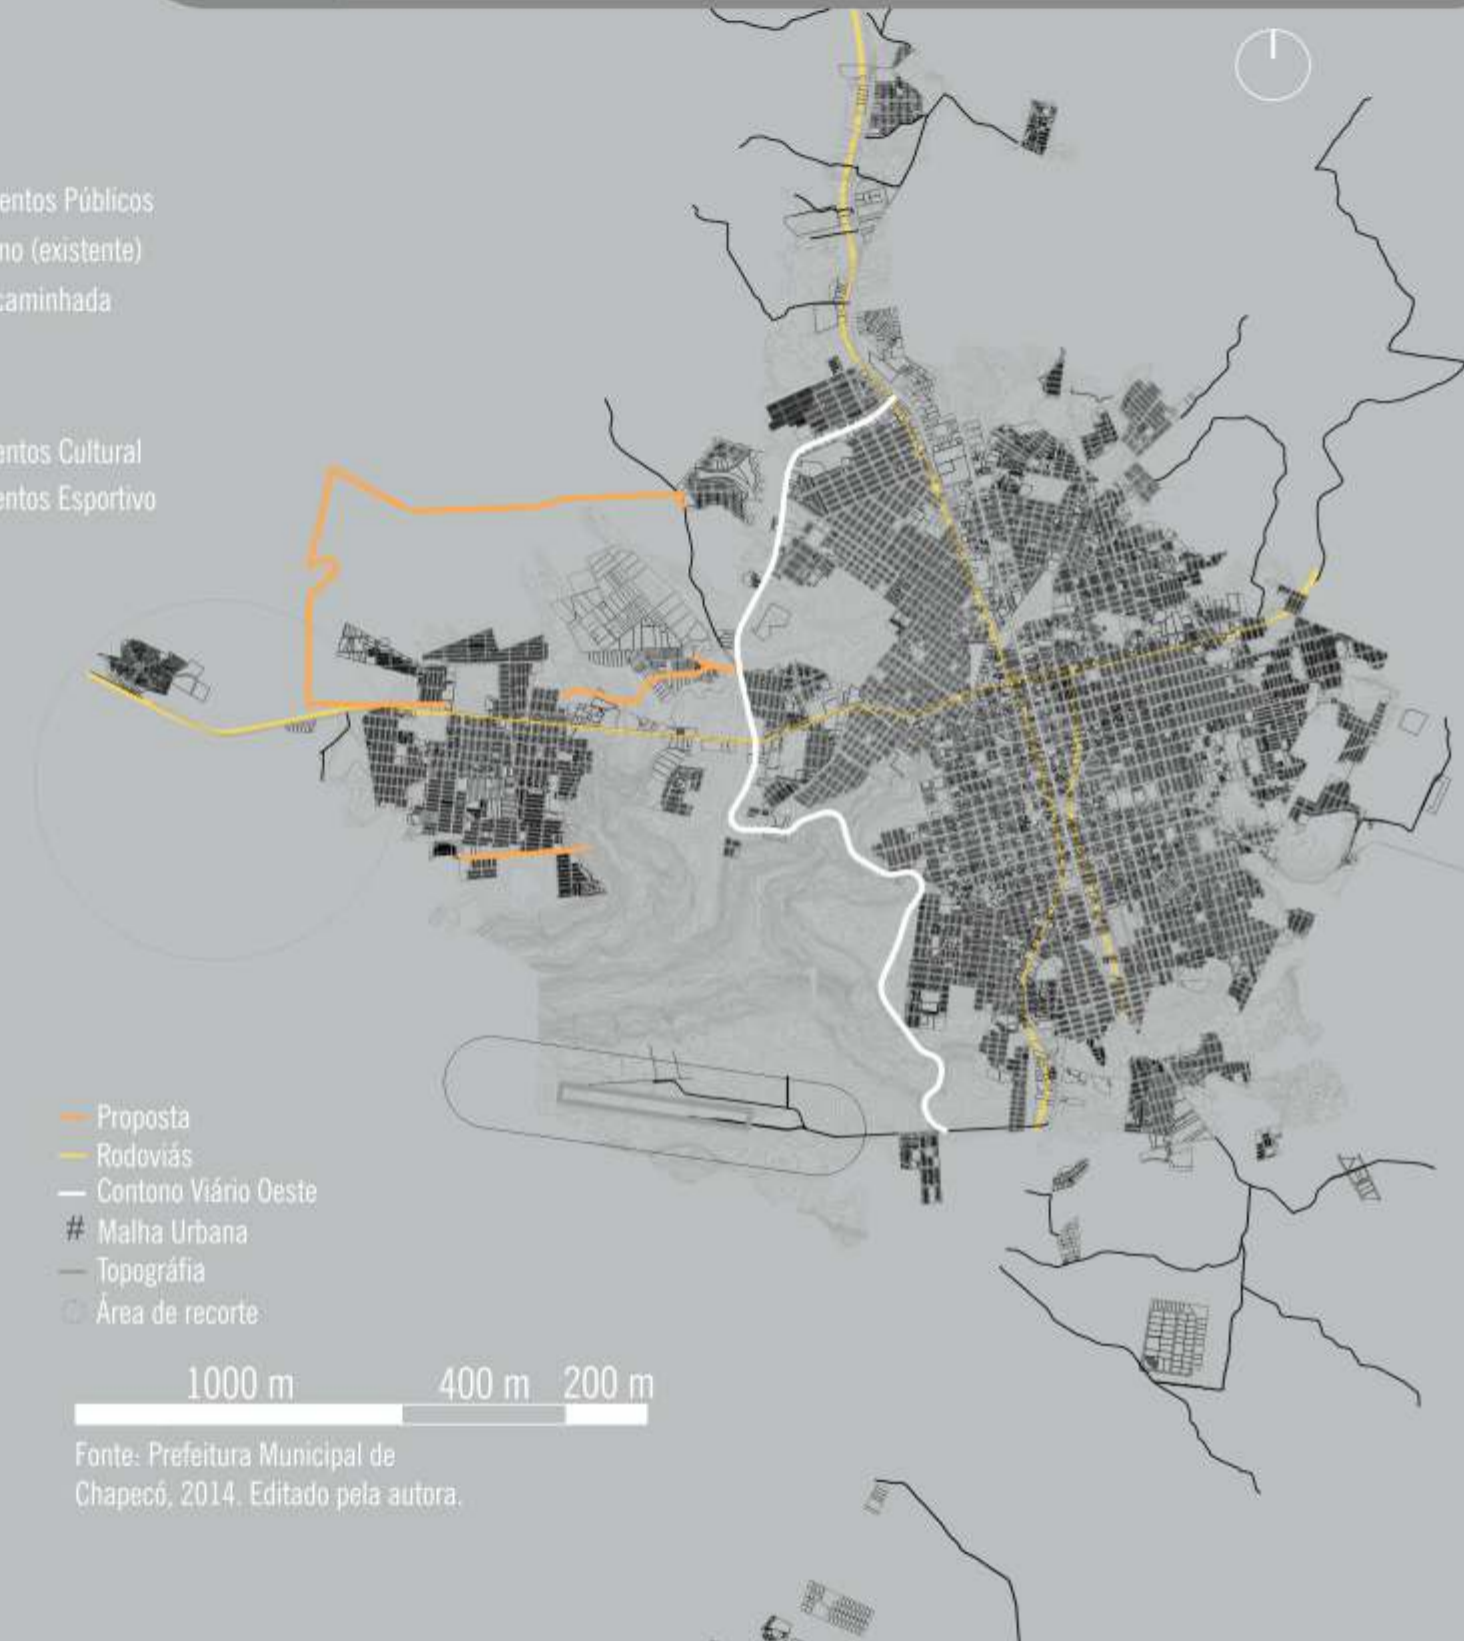 entos Públicos
no (existente)
caminhada
entos Cultural
entos Esportivo
Proposta
Rodoviás
Contono Viário Oeste
# Malha Urbana
Topográfia
Área de recorte
1000 m 400 m 200 m
Fonte: Prefeitura Municipal de
Chapecó, 2014. Editado pela autora.